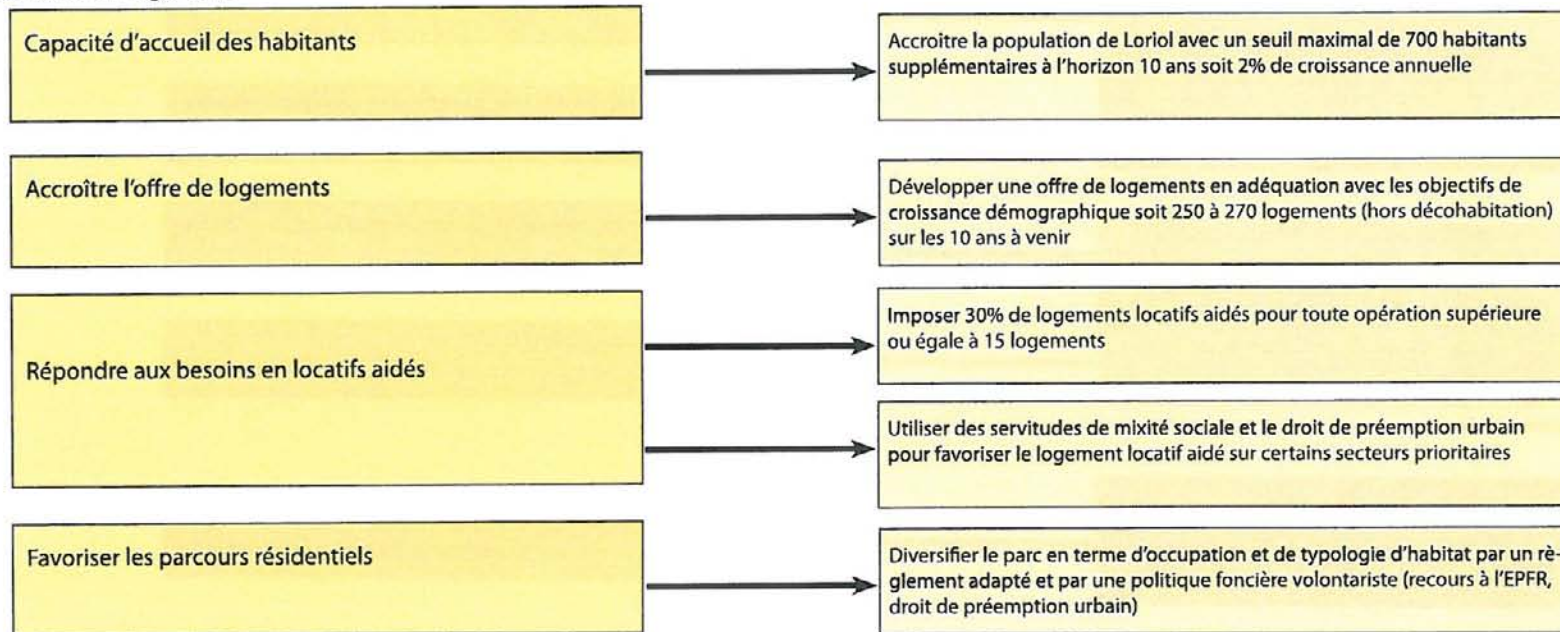 Capacité d'accueil des habitants
Accroître la population de Loriol avec un seuil maximal de 700 habitants
supplémentaires à l'horizon 10 ans soit 2% de croissance annuelle
Accroître l'offre de logements
Développer une offre de logements en adéquation avec les objectifs de
croissance démographique soit 250 à 270 logements (hors décohabitation)
sur les 10 ans à venir
Répondre aux besoins en locatifs aidés
Imposer 30% de logements locatifs aidés pour toute opération supérieure
ou égale à 15 logements
Utiliser des servitudes de mixité sociale et le droit de préemption urbain
pour favoriser le logement locatif aidé sur certains secteurs prioritaires
Favoriser les parcours résidentiels
Diversifier le parc en terme d'occupation et de typologie d'habitat par un rè-
glement adapté et par une politique foncière volontariste (recours à l'EPFR,
droit de préemption urbain)